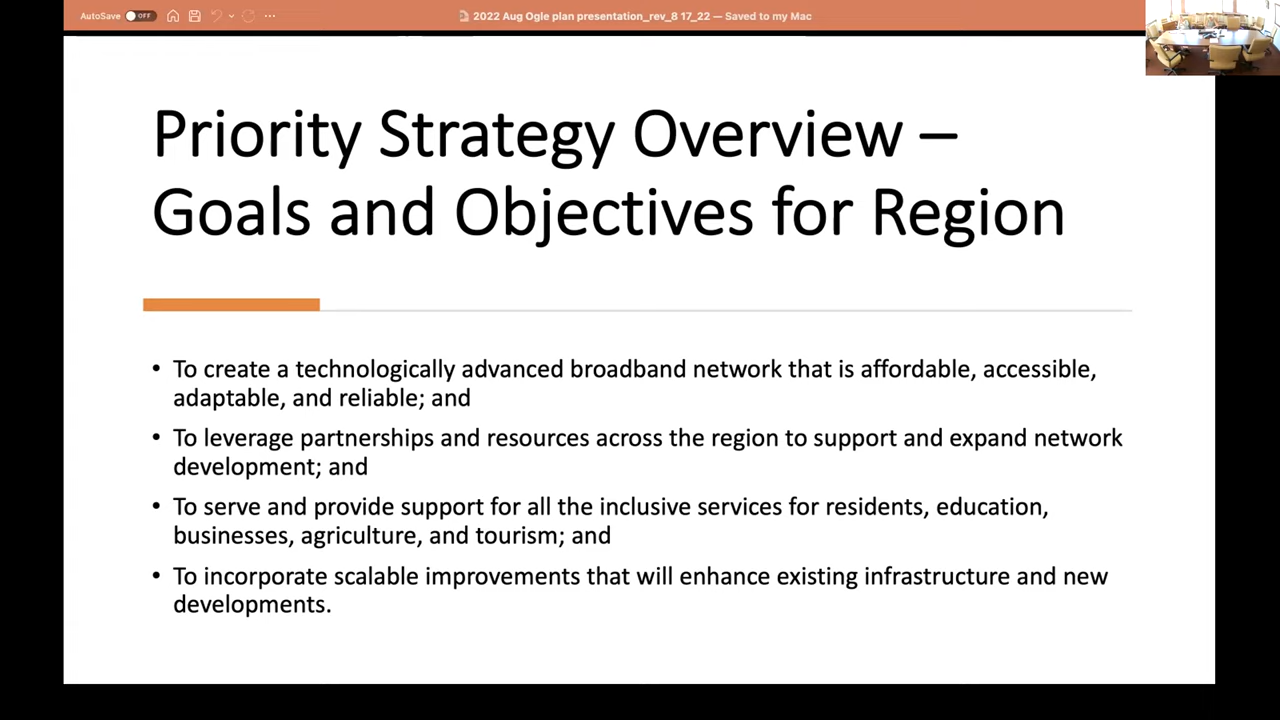 AutoSave OFF
2022 Aug Ogle plan presentation_rev_8 17_22 — Saved to my Mac
Priority Strategy Overview –
Goals and Objectives for Region
• To create a technologically advanced broadband network that is affordable, accessible,
adaptable, and reliable; and
• To leverage partnerships and resources across the region to support and expand network
development; and
• To serve and provide support for all the inclusive services for residents, education,
businesses, agriculture, and tourism; and
• To incorporate scalable improvements that will enhance existing infrastructure and new
developments.